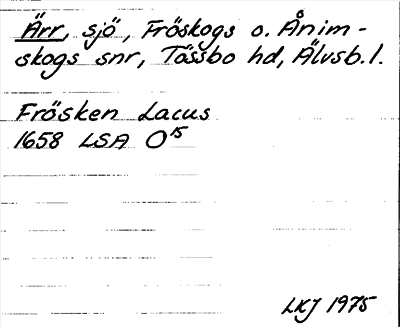 Ärr, sjö, Fröskogs o. Ånim-
skogs snr, Tössbo hd, Älvsb. l.
Frösken Lacus
1658 LSA O15
LKJ 1975